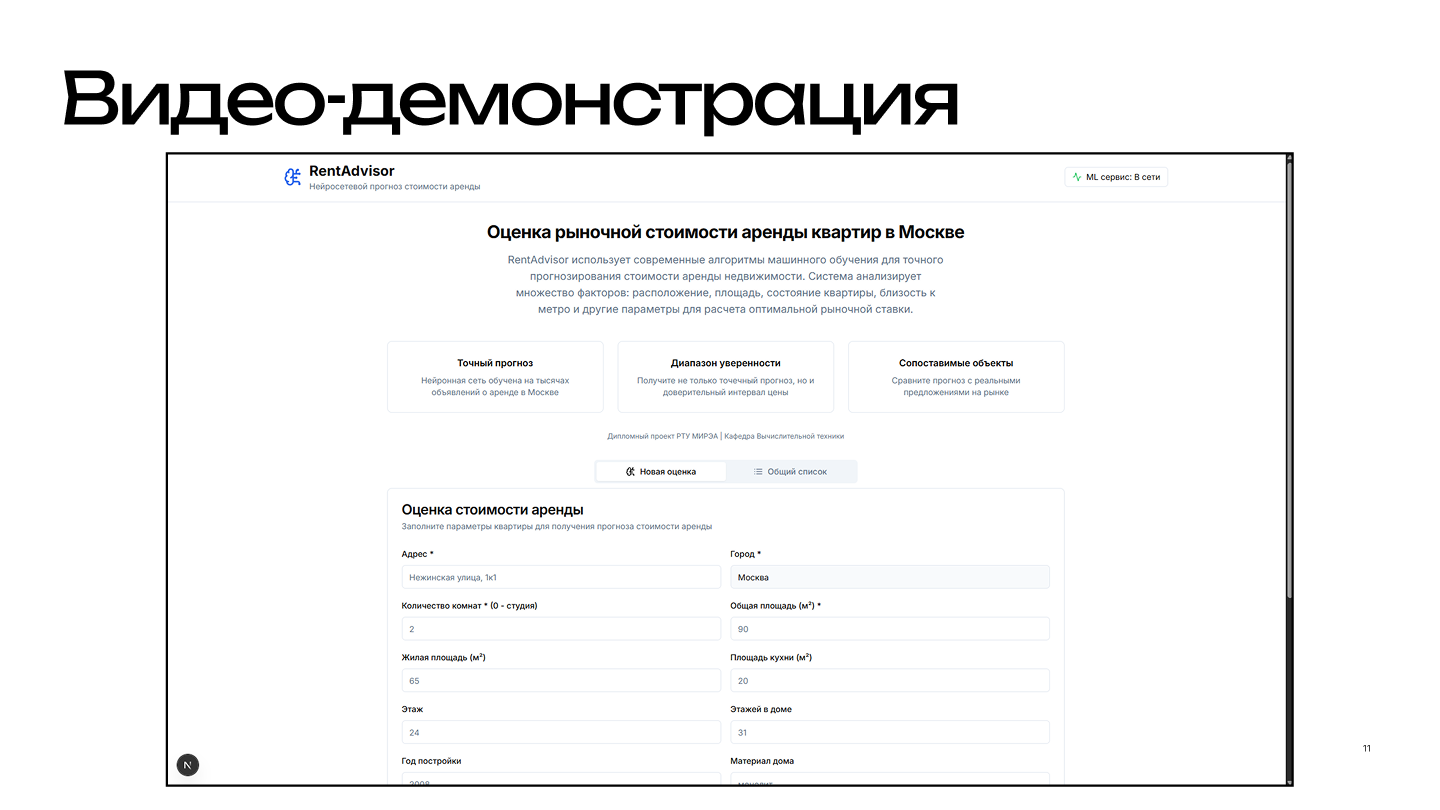 Видео-демонстрация
RentAdvisor
Нейросетевой прогноз стоимости аренды
ML сервис: В сети
Оценка рыночной стоимости аренды квартир в Москве
RentAdvisor использует современные алгоритмы машинного обучения для точного
прогнозирования стоимости аренды недвижимости. Система анализирует
множество факторов: расположение, площадь, состояние квартиры, близость к
метро и другие параметры для расчета оптимальной рыночной ставки.
Точный прогноз
Нейронная сеть обучена на тысячах
объявлений о аренде в Москве
Диапазон уверенности
Получите не только точечный прогноз, но и
доверительный интервал цены
Сопоставимые объекты
Сравните прогноз с реальными
предложениями на рынке
Дипломный проект РТУ МИРЭА | Кафедра Вычислительной техники
Новая оценка
Общий список
Оценка стоимости аренды
Заполните параметры квартиры для получения прогноза стоимости аренды
Адрес *
Город *
Нежинская улица, 1к1
Москва
Количество комнат * (0 - студия)
Общая площадь (м²) *
2
90
Жилая площадь (м²)
Площадь кухни (м²)
65
20
Этаж
Этажей в доме
24
31
Год постройки
Материал дома
N
11